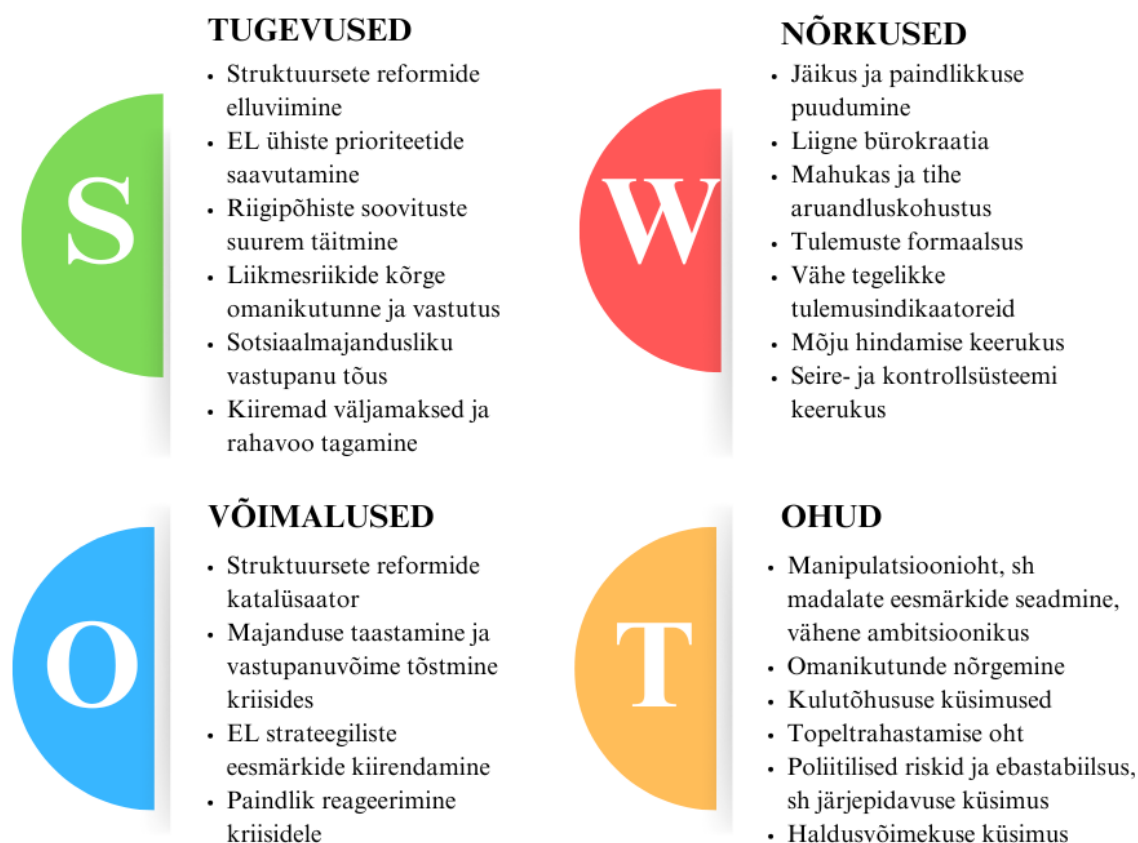 TUGEVUSED
S
• Struktuursete reformide
elluviimine
• EL ühiste prioriteetide
saavutamine
• Riigipõhiste soovituste
suurem täitmine
• Liikmesriikide kõrge
omanikutunne ja vastutus
• Sotsiaalmajandusliku
vastupanu tõus
• Kiiremad väljamaksed ja
rahavoo tagamine
NÕRKUSED
W
• Jäikus ja paindlikkuse
puudumine
• Liigne bürokraatia
• Mahukas ja tihe
aruandluskohustus
• Tulemuste formaalsus
• Vähe tegelikke
tulemusindikaatoreid
• Mõju hindamise keerukus
• Seire- ja kontrollsüsteemi
keerukus
VÕIMALUSED
O
• Struktuursete reformide
katalüsaator
• Majanduse taastamine ja
vastupanuvõime tõstmine
kriisides
• EL strateegiliste
eesmärkide kiirendamine
• Paindlik reageerimine
kriisidele
OHUD
T
• Manipulatsioonioht, sh
madalate eesmärkide seadmine,
vähene ambitsioonikus
• Omanikutunde nõrgemine
• Kulutõhususe küsimused
• Topeltrahastamise oht
• Poliitilised riskid ja ebastabiilsus,
sh järjepidavuse küsimus
• Haldusvõimekuse küsimus